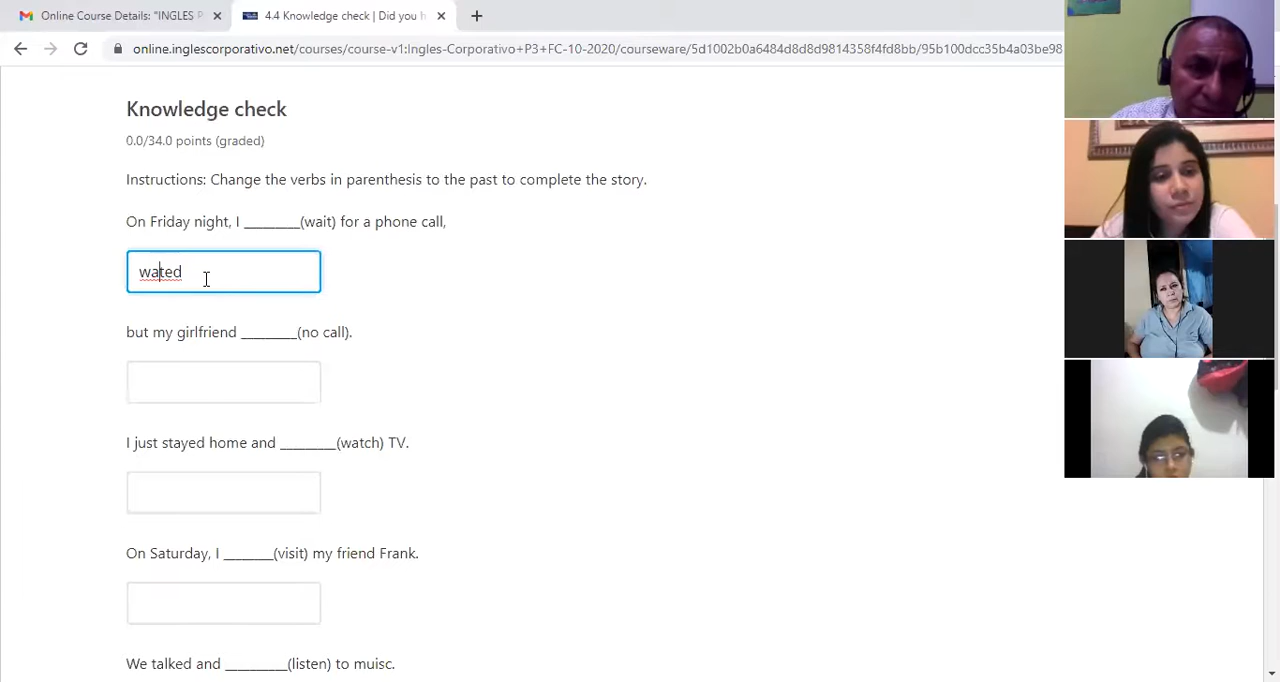 Online Course Details: "INGLES P
4.4 Knowledge check | Did you h
online.inglescorporativo.net/courses/course-v1:Ingles-Corporativo+P3+FC-10-2020/courseware/5d1002b0a6484d8d8d9814358f4fd8bb/95b100dcc35b4a03be98
Knowledge check
0.0/34.0 points (graded)
Instructions: Change the verbs in parenthesis to the past to complete the story.
On Friday night, I ________(wait) for a phone call,
wated
but my girlfriend ________(no call).
I just stayed home and ________(watch) TV.
On Saturday, I _______(visit) my friend Frank.
We talked and _________(listen) to muisc.